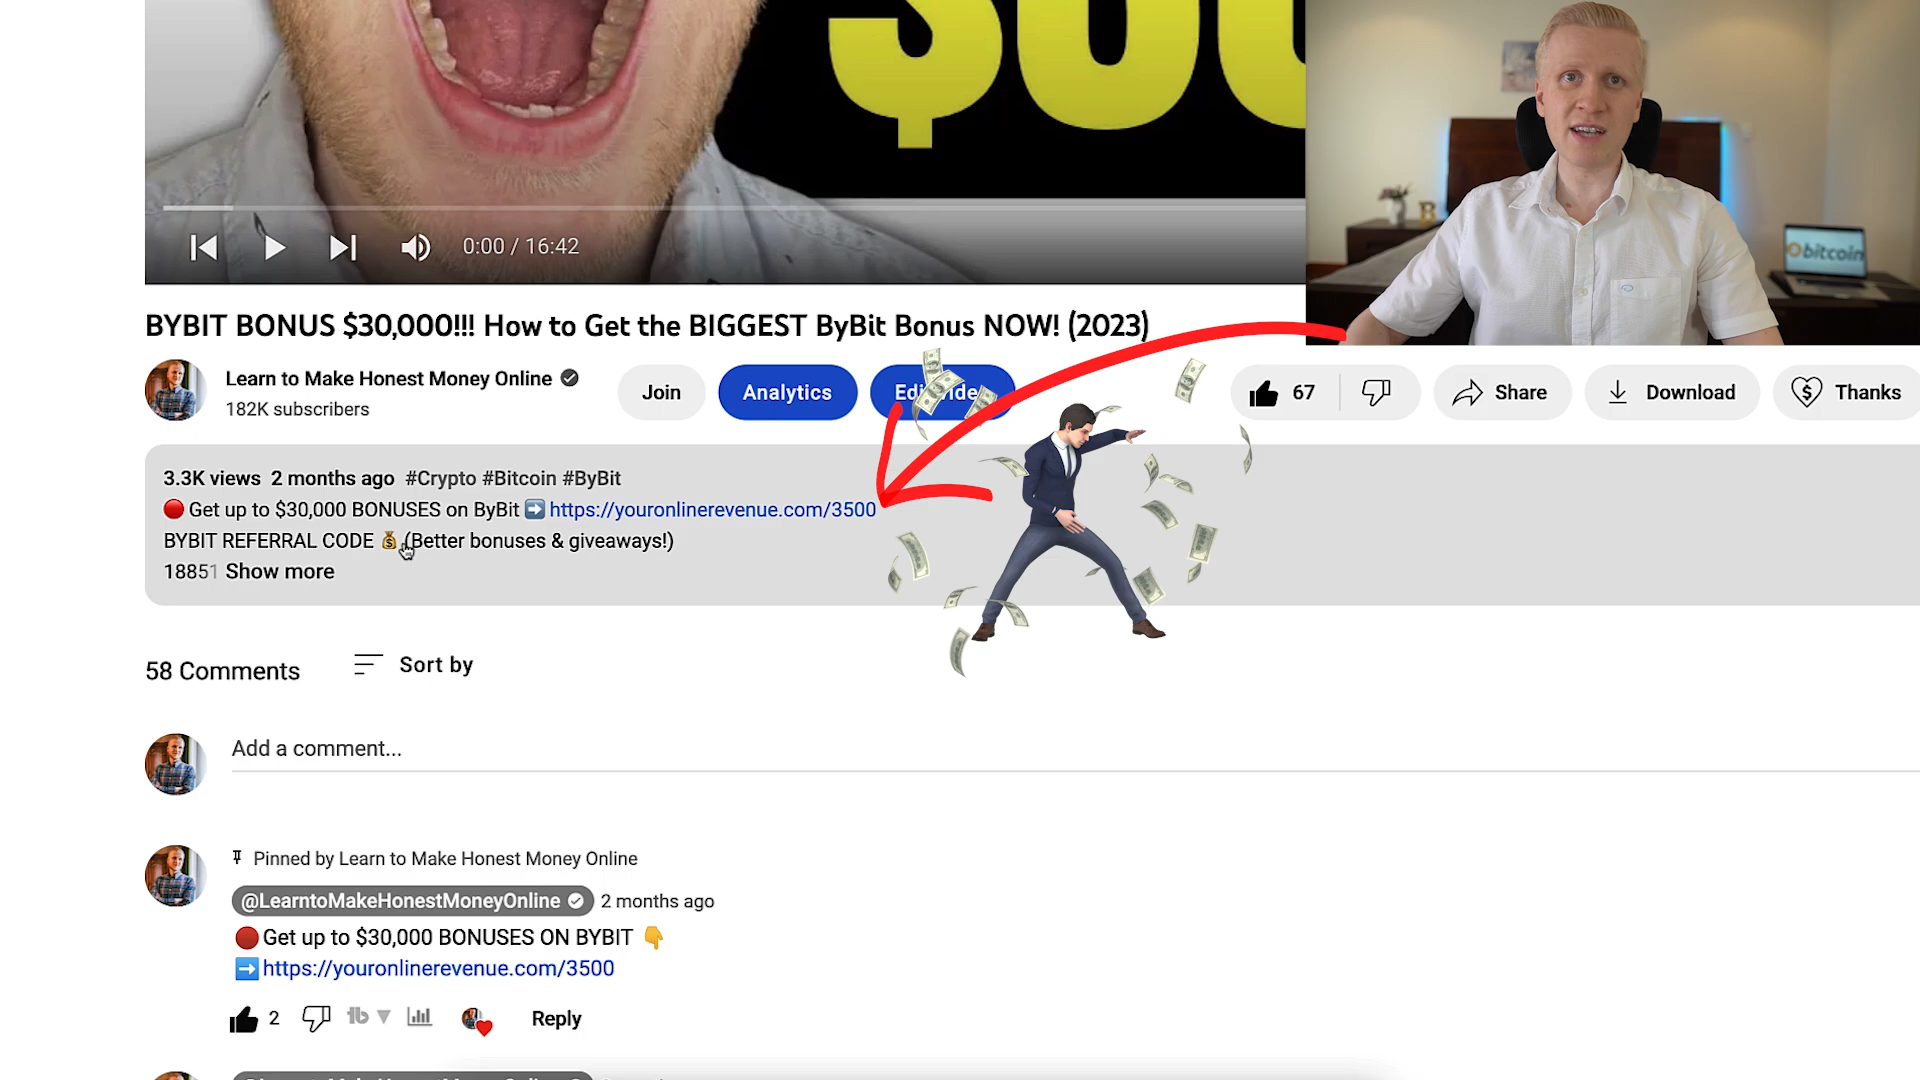 $00
bitcoin
0:00 / 16:42
BYBIT BONUS $30,000!!! How to Get the BIGGEST ByBit Bonus NOW! (2023)
Learn to Make Honest Money Online
182K subscribers
Join
Analytics
67
Share
Download
Thanks
3.3K views 2 months ago #Crypto #Bitcoin #ByBit
🔴 Get up to $30,000 BONUSES on ByBit ➡️ https://youronlinerevenue.com/3500
BYBIT REFERRAL CODE 💰 (Better bonuses & giveaways!)
18851 Show more
58 Comments
Sort by
Add a comment...
Pinned by Learn to Make Honest Money Online
@LearntoMakeHonestMoneyOnline 2 months ago
🔴 Get up to $30,000 BONUSES ON BYBIT 👇
➡️ https://youronlinerevenue.com/3500
2
Reply